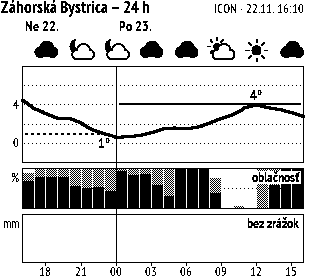 Záhorská Bystrica – 24 h
ICON - 22.11. 16:10
Ne 22.
Po 23.
4°
4
1°
0
%
oblačnosť
mm
bez zrážok
18 21 00 03 06 09 12 15